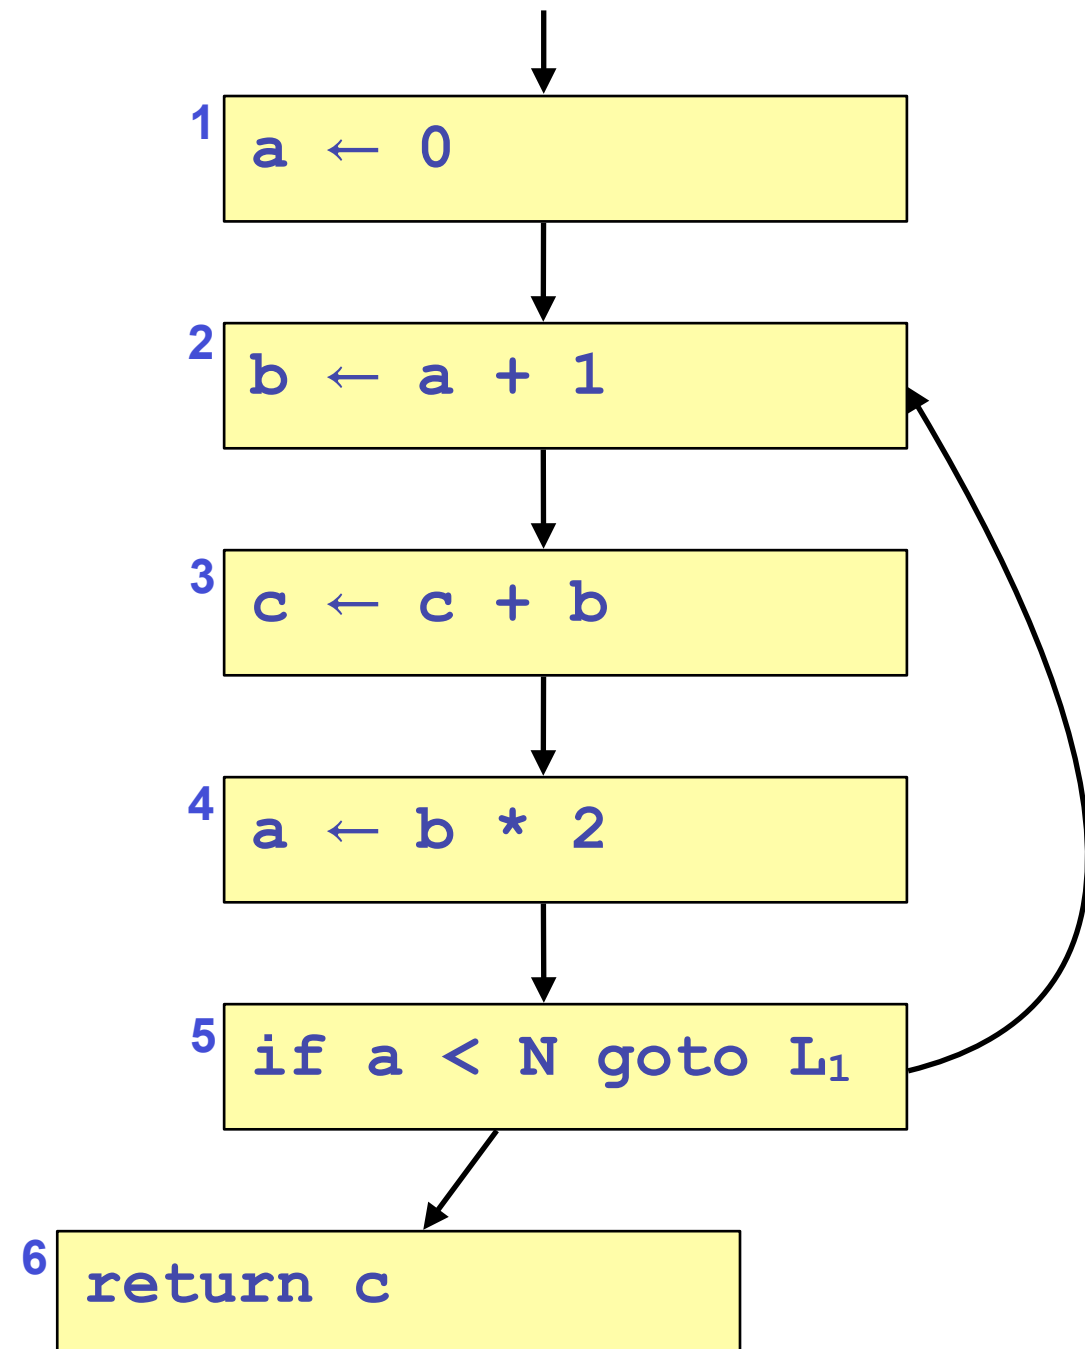 1
a ← 0
2
b ← a + 1
3
c ← c + b
4
a ← b * 2
5
if a < N goto L₁
6
return c